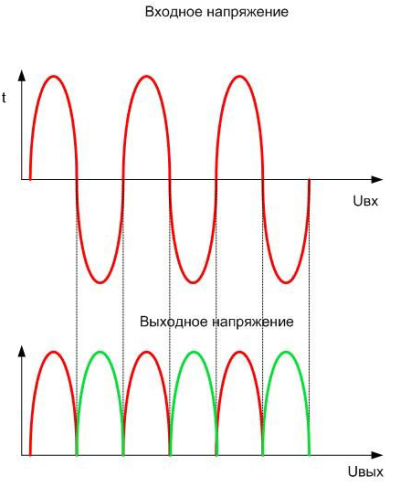 Входное напряжение
t
Uвх
Выходное напряжение
Uвых